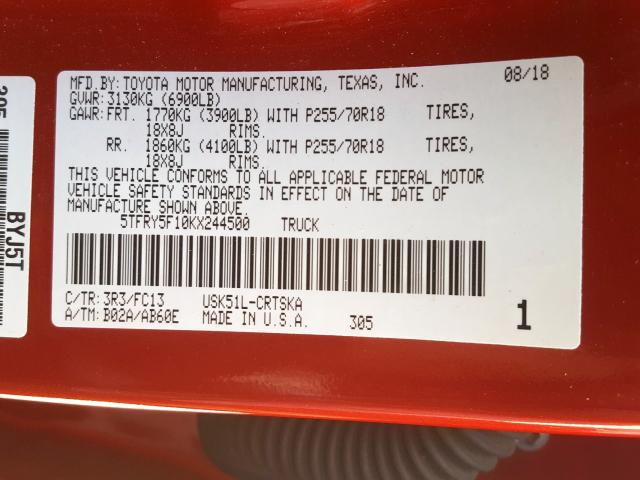 MFD.BY:TOYOTA MOTOR MANUFACTURING, TEXAS, INC. 08/18
GVWR:3130KG (6900LB)
GAWR:FRT. 1770KG (3900LB) WITH P255/70R18 TIRES,
18X8J RIMS.
RR. 1860KG (4100LB) WITH P255/70R18 TIRES,
18X8J RIMS.
THIS VEHICLE CONFORMS TO ALL APPLICABLE FEDERAL MOTOR
VEHICLE SAFETY STANDARDS IN EFFECT ON THE DATE OF
MANUFACTURE SHOWN ABOVE.
5TFRY5F10KX244500 TRUCK
C/TR: 3R3/FC13 USK51L-CRTSKA
A/TM: B02A/AB60E MADE IN U.S.A. 305 1
BYJ5T